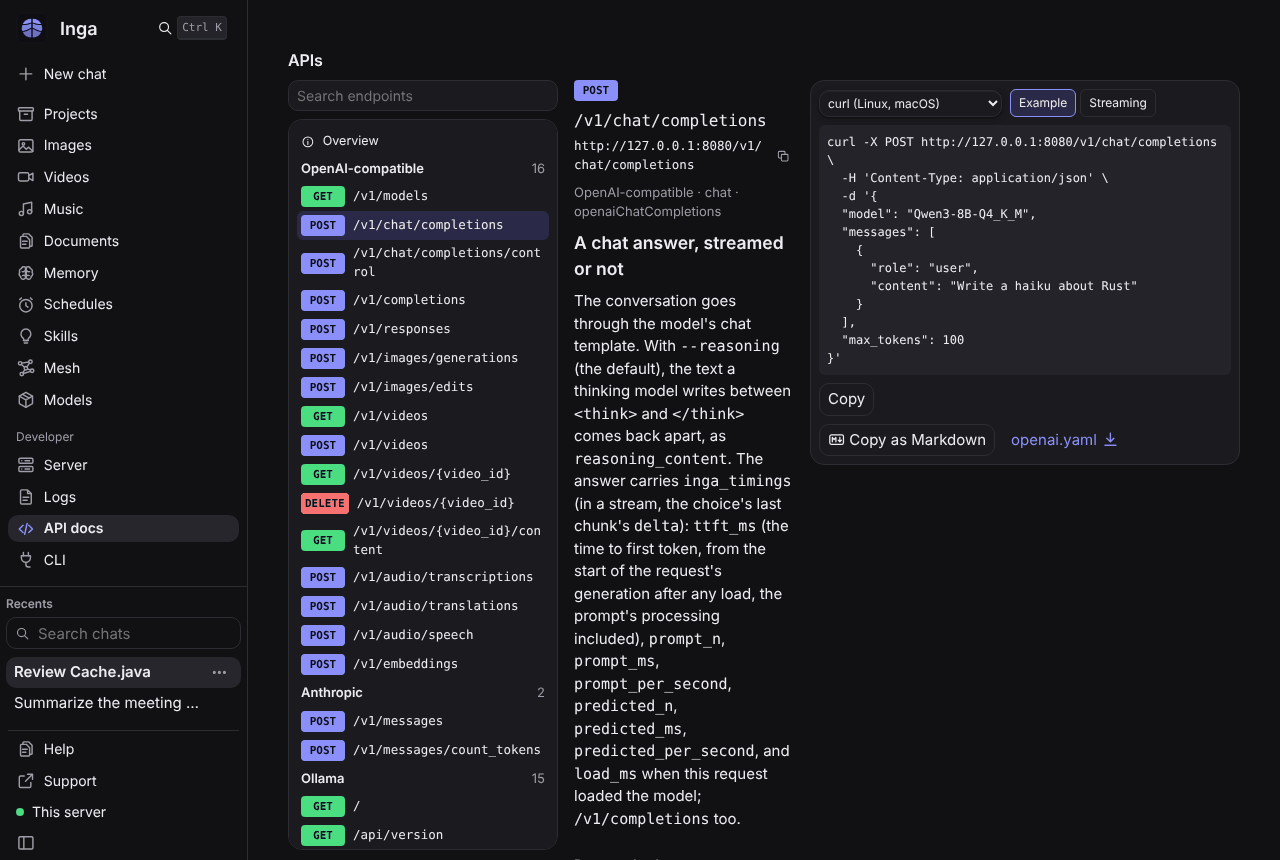 Inga
Ctrl K
New chat
Projects
Images
Videos
Music
Documents
Memory
Schedules
Skills
Mesh
Models
Developer
Server
Logs
API docs
CLI
Recents
Search chats
Review Cache.java
Summarize the meeting ...
Help
Support
This server
APIs
Search endpoints
Overview
OpenAI-compatible 16
GET /v1/models
POST /v1/chat/completions
POST /v1/chat/completions/cont
rol
POST /v1/completions
POST /v1/responses
POST /v1/images/generations
POST /v1/images/edits
GET /v1/videos
POST /v1/videos
GET /v1/videos/{video_id}
DELETE /v1/videos/{video_id}
GET /v1/videos/{video_id}/con
tent
POST /v1/audio/transcriptions
POST /v1/audio/translations
POST /v1/audio/speech
POST /v1/embeddings
Anthropic 2
POST /v1/messages
POST /v1/messages/count_tokens
Ollama 15
GET /
GET /api/version
POST
/v1/chat/completions
http://127.0.0.1:8080/v1/
chat/completions
OpenAI-compatible · chat ·
openaiChatCompletions
A chat answer, streamed
or not
The conversation goes
through the model's chat
template. With --reasoning
(the default), the text a
thinking model writes between
<think> and </think>
comes back apart, as
reasoning_content. The
answer carries inga_timings
(in a stream, the choice's last
chunk's delta): ttft_ms (the
time to first token, from the
start of the request's
generation after any load, the
prompt's processing
included), prompt_n,
prompt_ms,
prompt_per_second,
predicted_n,
predicted_ms,
predicted_per_second, and
load_ms when this request
loaded the model;
/v1/completions too.
curl (Linux, macOS)
Example
Streaming
curl -X POST http://127.0.0.1:8080/v1/chat/completions
\
-H 'Content-Type: application/json' \
-d '{
"model": "Qwen3-8B-Q4_K_M",
"messages": [
{
"role": "user",
"content": "Write a haiku about Rust"
}
],
"max_tokens": 100
}'
Copy
Copy as Markdown
openai.yaml